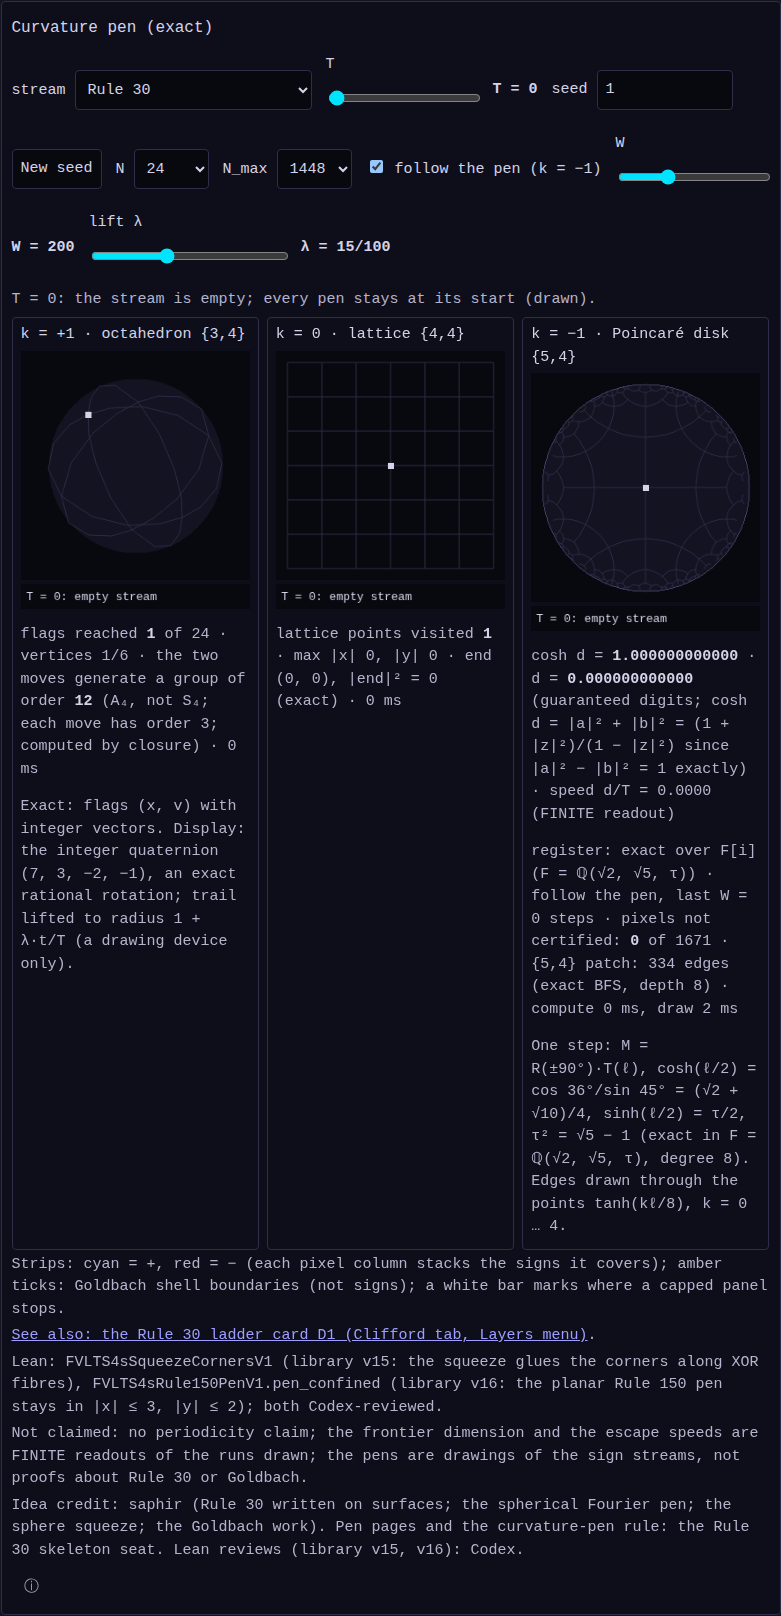 Curvature pen (exact)
T
stream Rule 30 T = 0 seed 1
W
New seed N 24 N_max 1448 follow the pen (k = −1)
lift λ
W = 200 λ = 15/100
T = 0: the stream is empty; every pen stays at its start (drawn).
k = +1 · octahedron {3,4}
T = 0: empty stream
flags reached 1 of 24 ·
vertices 1/6 · the two
moves generate a group of
order 12 (A₄, not S₄;
each move has order 3;
computed by closure) · 0
ms
Exact: flags (x, v) with
integer vectors. Display:
the integer quaternion
(7, 3, −2, −1), an exact
rational rotation; trail
lifted to radius 1 +
λ·t/T (a drawing device
only).
k = 0 · lattice {4,4}
T = 0: empty stream
lattice points visited 1
· max |x| 0, |y| 0 · end
(0, 0), |end|² = 0
(exact) · 0 ms
k = −1 · Poincaré disk
{5,4}
T = 0: empty stream
cosh d = 1.000000000000 ·
d = 0.000000000000
(guaranteed digits; cosh
d = |a|² + |b|² = (1 +
|z|²)/(1 − |z|²) since
|a|² − |b|² = 1 exactly)
· speed d/T = 0.0000
(FINITE readout)
register: exact over F[i]
(F = ℚ(√2, √5, τ)) ·
follow the pen, last W =
0 steps · pixels not
certified: 0 of 1671 ·
{5,4} patch: 334 edges
(exact BFS, depth 8) ·
compute 0 ms, draw 2 ms
One step: M =
R(±90°)·T(ℓ), cosh(ℓ/2) =
cos 36°/sin 45° = (√2 +
√10)/4, sinh(ℓ/2) = τ/2,
τ² = √5 − 1 (exact in F =
ℚ(√2, √5, τ), degree 8).
Edges drawn through the
points tanh(kℓ/8), k = 0
… 4.
Strips: cyan = +, red = − (each pixel column stacks the signs it covers); amber
ticks: Goldbach shell boundaries (not signs); a white bar marks where a capped panel
stops.
See also: the Rule 30 ladder card D1 (Clifford tab, Layers menu).
Lean: FVLTS4sSqueezeCornersV1 (library v15: the squeeze glues the corners along XOR
fibres), FVLTS4sRule150PenV1.pen_confined (library v16: the planar Rule 150 pen
stays in |x| ≤ 3, |y| ≤ 2); both Codex-reviewed.
Not claimed: no periodicity claim; the frontier dimension and the escape speeds are
FINITE readouts of the runs drawn; the pens are drawings of the sign streams, not
proofs about Rule 30 or Goldbach.
Idea credit: saphir (Rule 30 written on surfaces; the spherical Fourier pen; the
sphere squeeze; the Goldbach work). Pen pages and the curvature-pen rule: the Rule
30 skeleton seat. Lean reviews (library v15, v16): Codex.
ⓘ